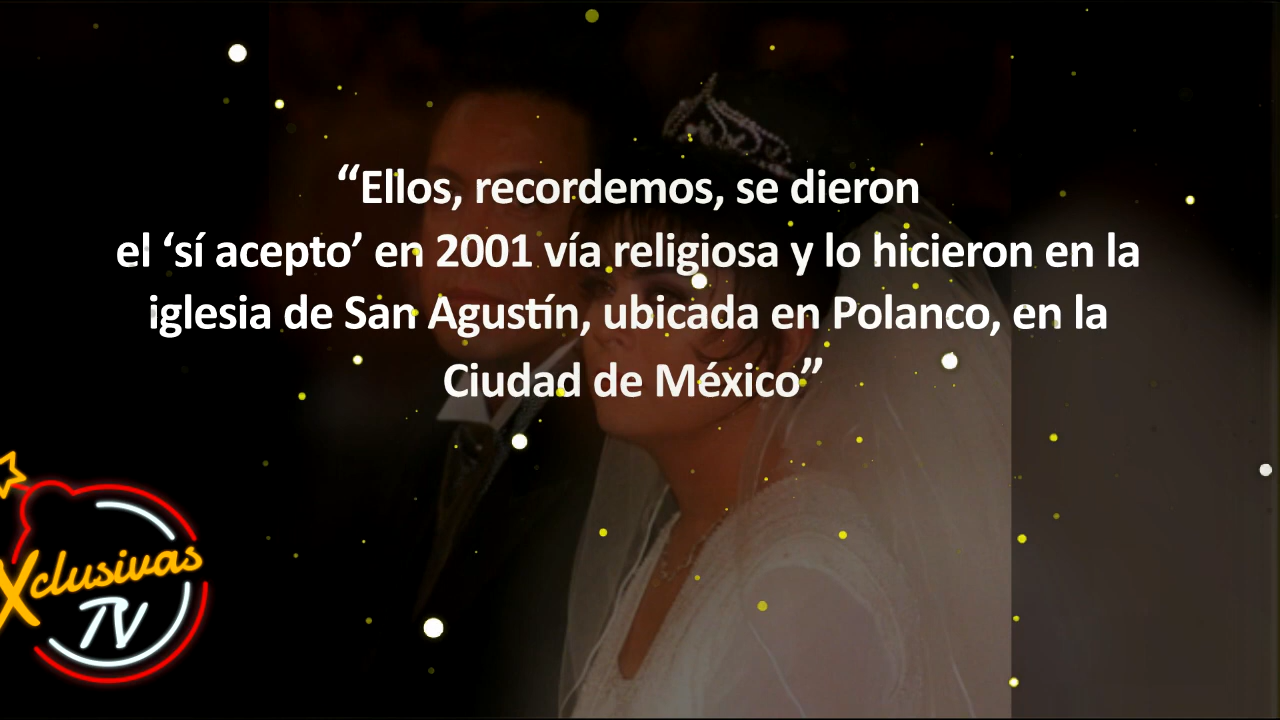 “Ellos, recordemos, se dieron
el ‘sí acepto’ en 2001 vía religiosa y lo hicieron en la
iglesia de San Agustín, ubicada en Polanco, en la
Ciudad de México”
Xclusivas
TV